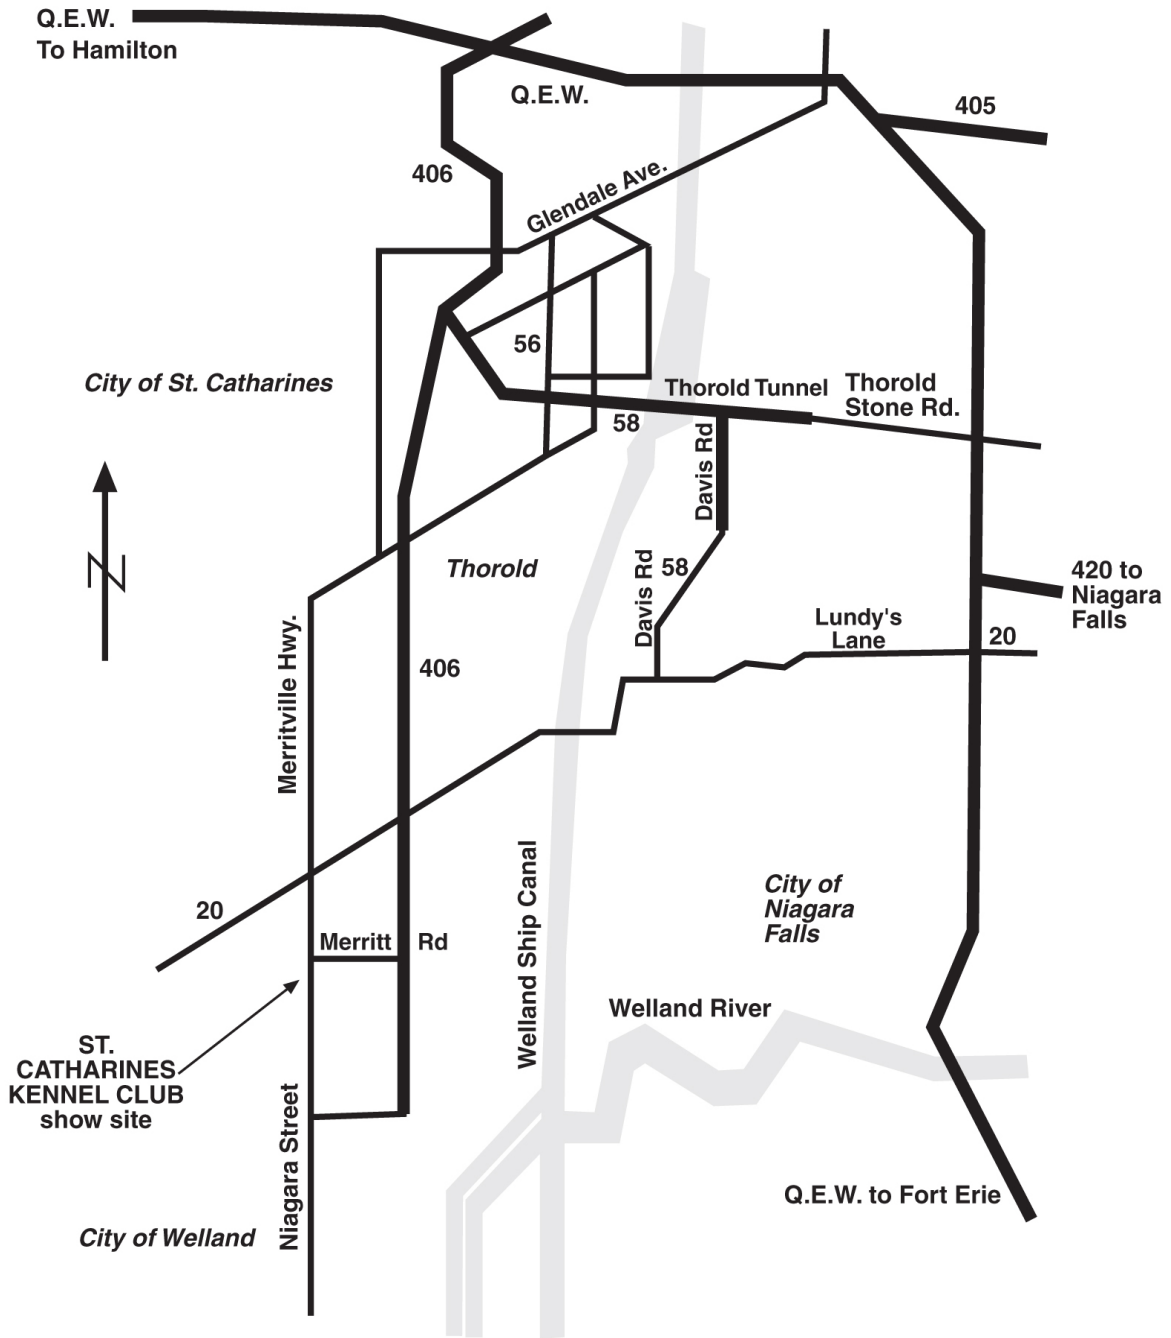 Q.E.W.
To Hamilton
Q.E.W.
405
406
Glendale Ave.
56
City of St. Catharines
Thorold Tunnel
Thorold
Stone Rd.
58
Davis Rd
Thorold
Davis Rd
58
420 to
Niagara
Falls
Lundy's
Lane
20
N
Merritville Hwy.
406
20
City of
Niagara
Falls
Merritt Rd
Welland Ship Canal
Welland River
ST.
CATHARINES
KENNEL CLUB
show site
Niagara Street
Q.E.W. to Fort Erie
City of Welland